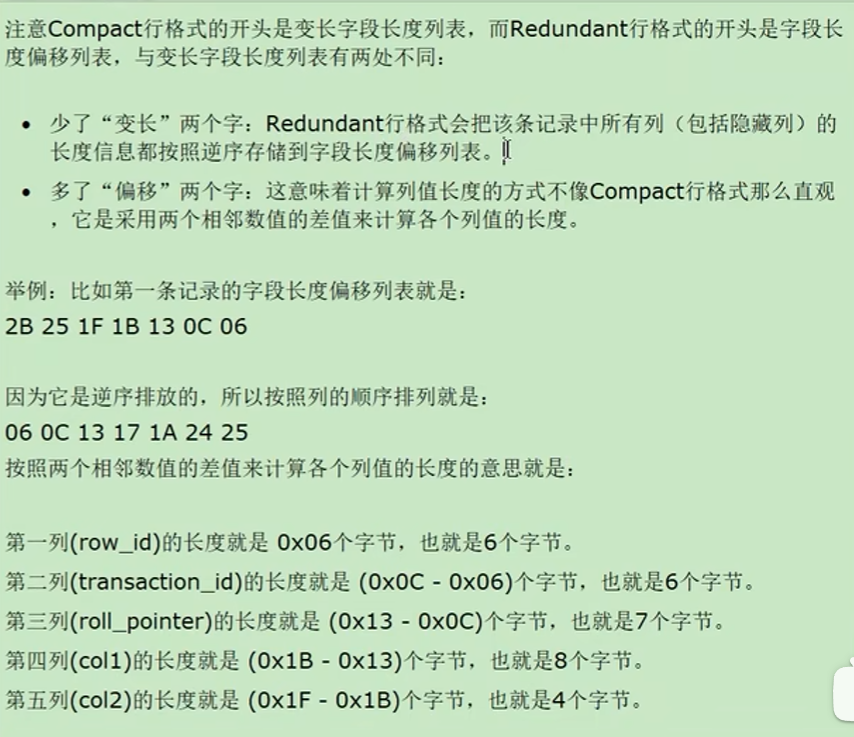 注意Compact行格式的开头是变长字段长度列表，而Redundant行格式的开头是字段长
度偏移列表，与变长字段长度列表有两处不同：
• 少了“变长”两个字：Redundant行格式会把该条记录中所有列（包括隐藏列）的
长度信息都按照逆序存储到字段长度偏移列表。
• 多了“偏移”两个字：这意味着计算列值长度的方式不像Compact行格式那么直观
，它是采用两个相邻数值的差值来计算各个列值的长度。
举例：比如第一条记录的字段长度偏移列表就是：
2B 25 1F 1B 13 0C 06
因为它是逆序排放的，所以按照列的顺序排列就是：
06 0C 13 17 1A 24 25
按照两个相邻数值的差值来计算各个列值的长度的意思就是：
第一列(row_id)的长度就是 0x06个字节，也就是6个字节。
第二列(transaction_id)的长度就是 (0x0C - 0x06)个字节，也就是6个字节。
第三列(roll_pointer)的长度就是 (0x13 - 0x0C)个字节，也就是7个字节。
第四列(col1)的长度就是 (0x1B - 0x13)个字节，也就是8个字节。
第五列(col2)的长度就是 (0x1F - 0x1B)个字节，也就是4个字节。